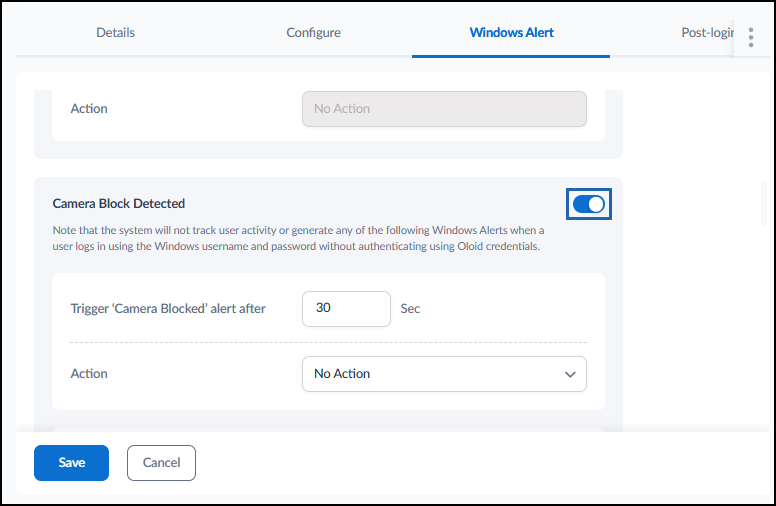 Details Configure Windows Alert Post-login
Action No Action
Camera Block Detected
Note that the system will not track user activity or generate any of the following Windows Alerts when a
user logs in using the Windows username and password without authenticating using Oloid credentials.
Trigger ‘Camera Blocked’ alert after 30 Sec
Action No Action
Save Cancel